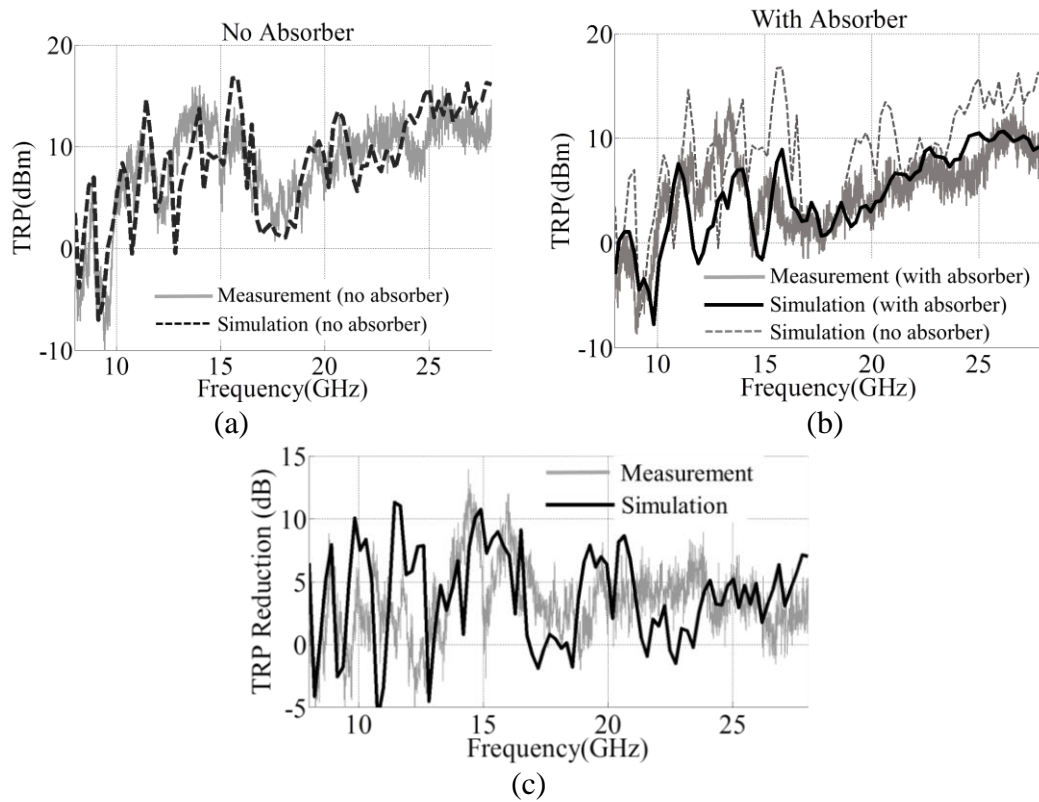 No Absorber
20
10
0
-10
TRP(dBm)
Measurement (no absorber)
Simulation (no absorber)
10 15 20 25
Frequency(GHz)
(a)
With Absorber
20
10
0
-10
TRP(dBm)
Measurement (with absorber)
Simulation (with absorber)
Simulation (no absorber)
10 15 20 25
Frequency(GHz)
(b)
15
10
5
0
-5
TRP Reduction (dB)
Measurement
Simulation
10 15 20 25
Frequency(GHz)
(c)